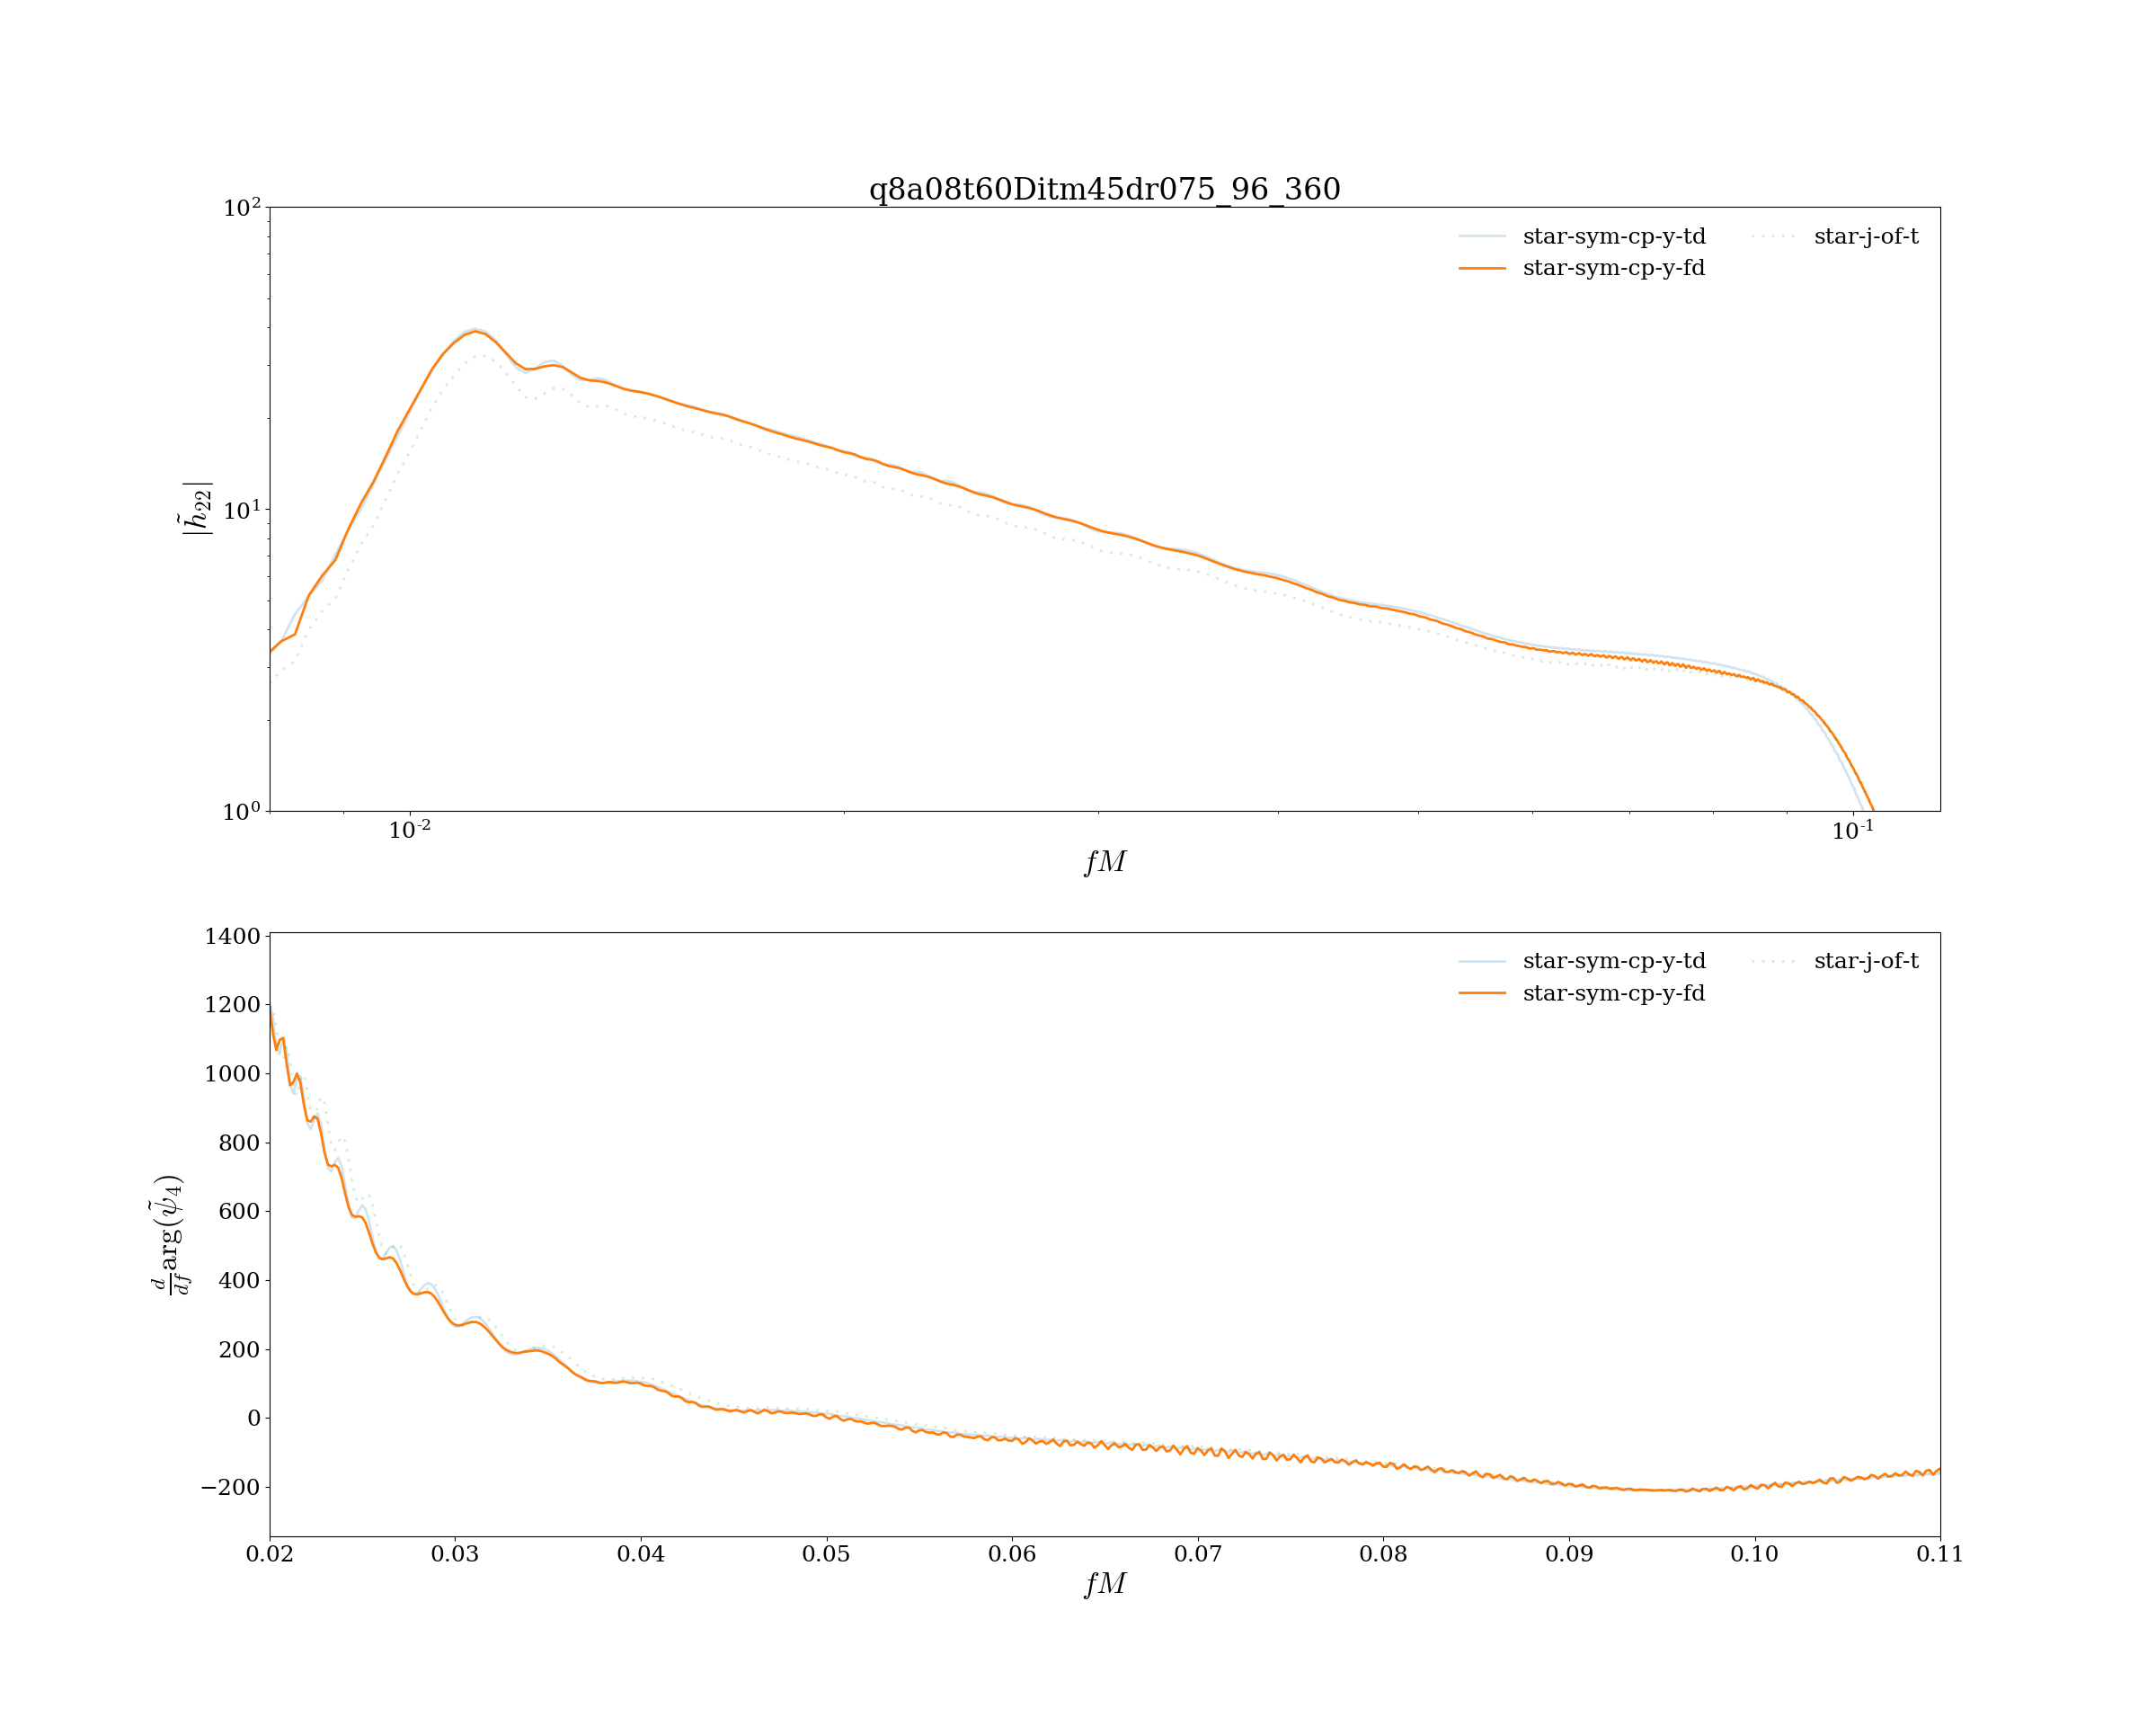 q8a08t60Ditm45dr075_96_360
10²
star-sym-cp-y-td
star-j-of-t
star-sym-cp-y-fd
|h̃₂₂|
10¹
10⁰
10⁻²
10⁻¹
fM
1400
star-sym-cp-y-td
star-j-of-t
star-sym-cp-y-fd
1200
1000
800
d/df arg(ψ̃₄)
600
400
200
0
−200
0.02 0.03 0.04 0.05 0.06 0.07 0.08 0.09 0.10 0.11
fM